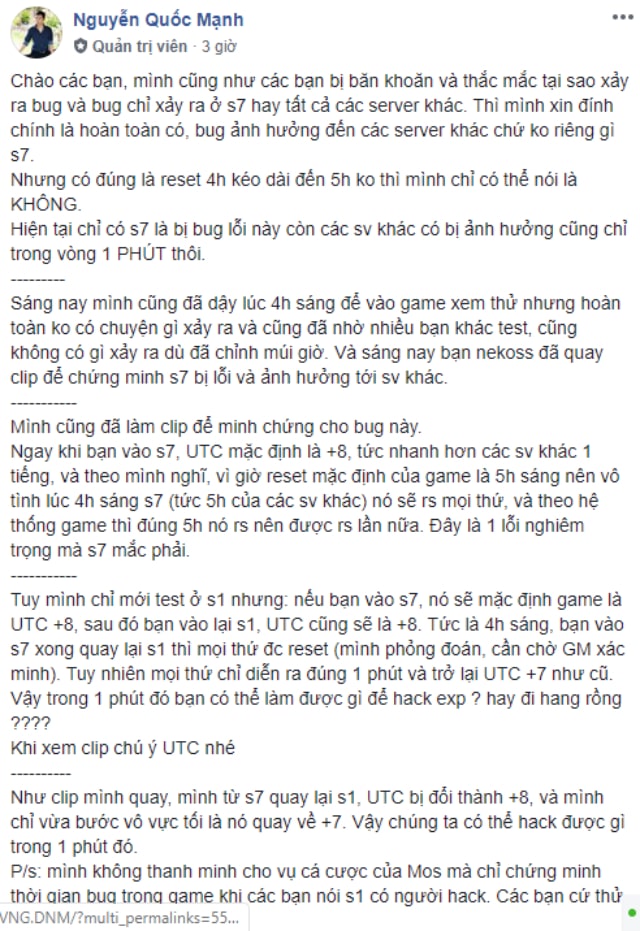 Nguyễn Quốc Mạnh
Quản trị viên · 3 giờ
Chào các bạn, mình cũng như các bạn bị băn khoăn và thắc mắc tại sao xảy
ra bug và bug chỉ xảy ra ở s7 hay tất cả các server khác. Thì mình xin đính
chính là hoàn toàn có, bug ảnh hưởng đến các server khác chứ ko riêng gì
s7.
Nhưng có đúng là reset 4h kéo dài đến 5h ko thì mình chỉ có thể nói là
KHÔNG.
Hiện tại chỉ có s7 là bị bug lỗi này còn các sv khác có bị ảnh hưởng cũng chỉ
trong vòng 1 PHÚT thôi.
---------
Sáng nay mình cũng đã dậy lúc 4h sáng để vào game xem thử nhưng hoàn
toàn ko có chuyện gì xảy ra và cũng đã nhờ nhiều bạn khác test, cũng
không có gì xảy ra dù đã chỉnh múi giờ. Và sáng nay bạn nekoss đã quay
clip để chứng minh s7 bị lỗi và ảnh hưởng tới sv khác.
-----------
Mình cũng đã làm clip để minh chứng cho bug này.
Ngay khi bạn vào s7, UTC mặc định là +8, tức nhanh hơn các sv khác 1
tiếng, và theo mình nghĩ, vì giờ reset mặc định của game là 5h sáng nên vô
tình lúc 4h sáng s7 (tức 5h của các sv khác) nó sẽ rs mọi thứ, và theo hệ
thống game thì đúng 5h nó rs nên được rs lần nữa. Đây là 1 lỗi nghiêm
trọng mà s7 mắc phải.
-----------
Tuy mình chỉ mới test ở s1 nhưng: nếu bạn vào s7, nó sẽ mặc định game là
UTC +8, sau đó bạn vào lại s1, UTC cũng sẽ là +8. Tức là 4h sáng, bạn vào
s7 xong quay lại s1 thì mọi thứ đc reset (mình phỏng đoán, cần chờ GM xác
minh). Tuy nhiên mọi thứ chỉ diễn ra đúng 1 phút và trở lại UTC +7 như cũ.
Vậy trong 1 phút đó bạn có thể làm được gì để hack exp ? hay đi hang rồng
????
Khi xem clip chú ý UTC nhé
----------
Như clip mình quay, mình từ s7 quay lại s1, UTC bị đổi thành +8, và mình
chỉ vừa bước vô vực tối là nó quay về +7. Vậy chúng ta có thể hack được gì
trong 1 phút đó.
P/s: mình không thanh minh cho vụ cá cược của Mos mà chỉ chứng minh
thời gian bug trong game khi các bạn nói s1 có người hack. Các bạn cứ thử
VNG.DNM/?multi_permalinks=55...